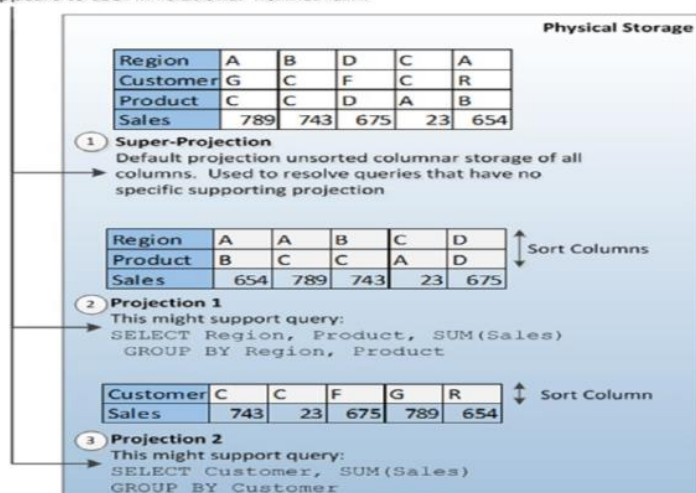 Physical Storage
Region A B D C A
Customer G C F C R
Product C C D A B
Sales 789 743 675 23 654
1 Super-Projection
Default projection unsorted columnar storage of all
columns. Used to resolve queries that have no
specific supporting projection
Region A A B C D
Product B C C A D
Sales 654 789 743 23 675
Sort Columns
2 Projection 1
This might support query:
SELECT Region, Product, SUM(Sales)
GROUP BY Region, Product
Customer C C F G R
Sales 743 23 675 789 654
Sort Column
3 Projection 2
This might support query:
SELECT Customer, SUM(Sales)
GROUP BY Customer